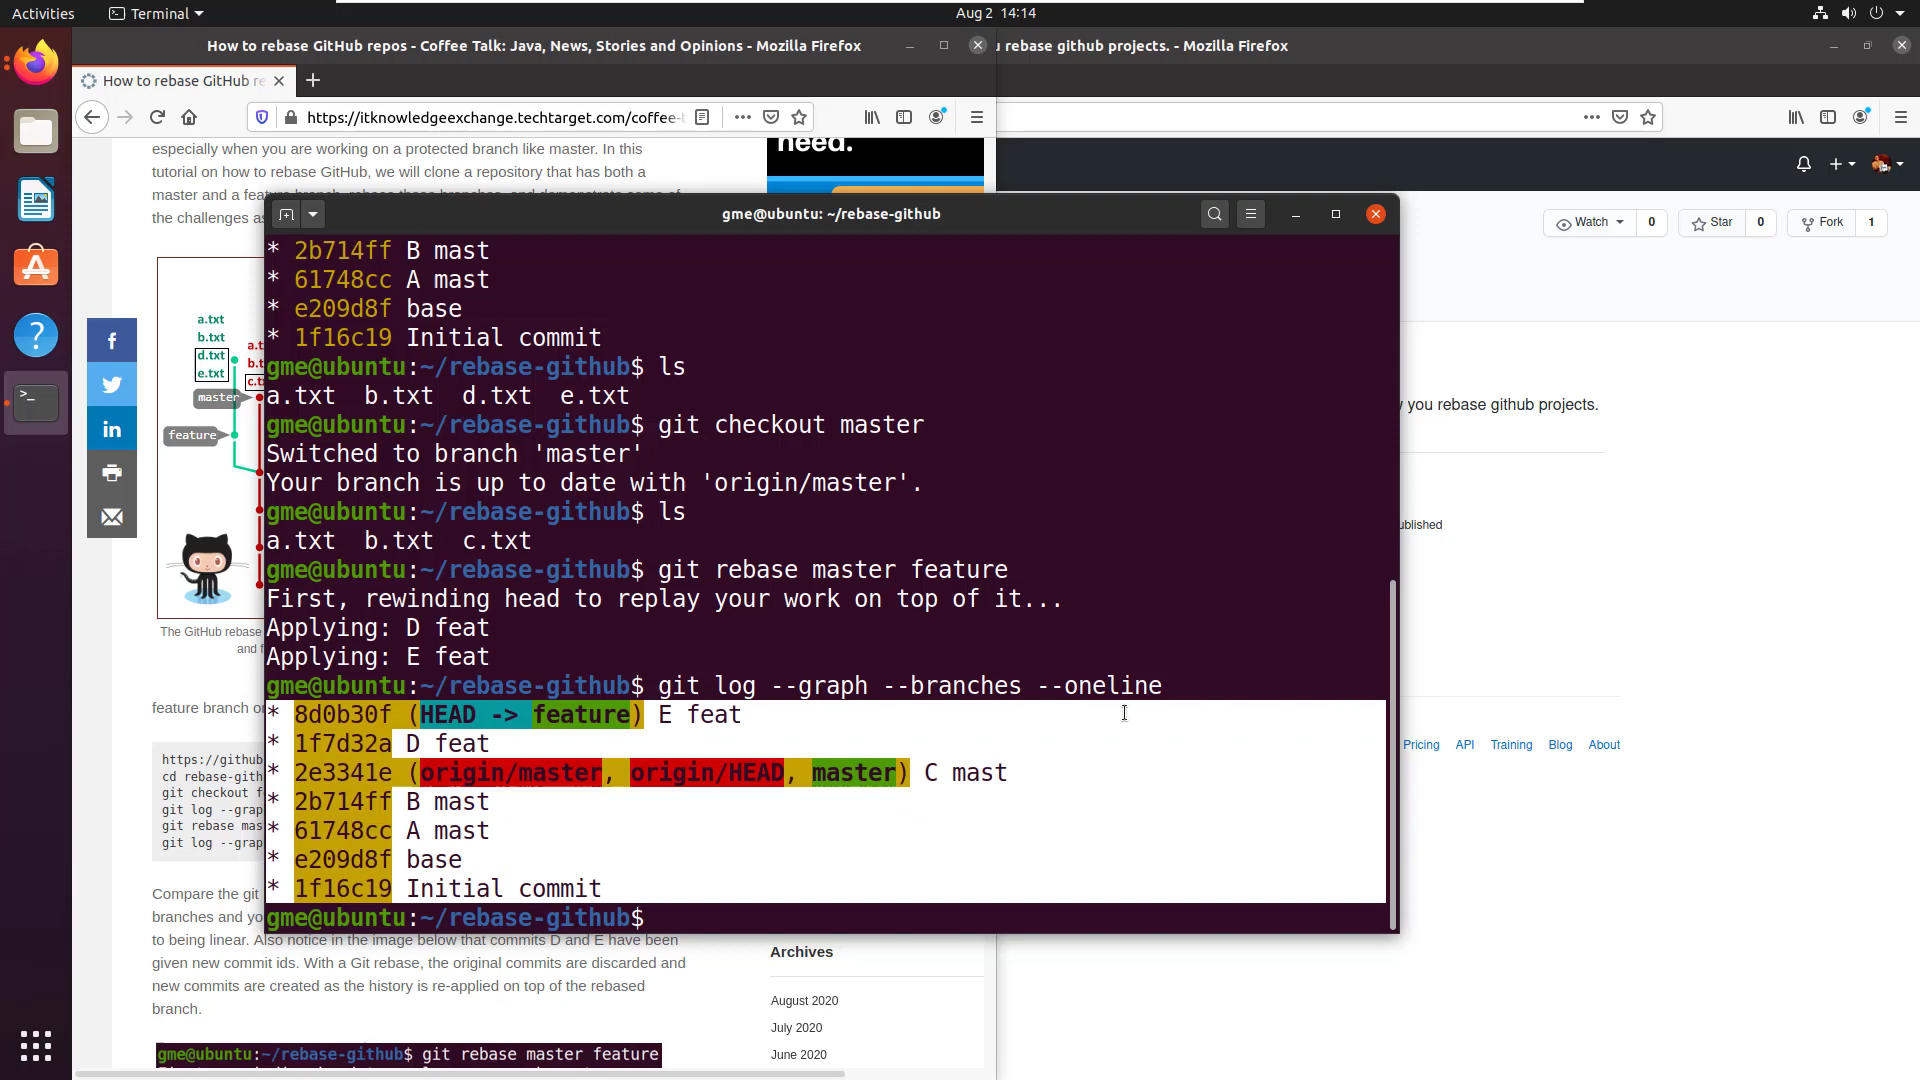 Activities
Terminal
Aug 2 14:14
How to rebase GitHub repos - Coffee Talk: Java, News, Stories and Opinions - Mozilla Firefox
rebase github projects. - Mozilla Firefox
How to rebase GitHub re
https://itknowledgeexchange.techtarget.com/coffee-t
especially when you are working on a protected branch like master. In this
tutorial on how to rebase GitHub, we will clone a repository that has both a
master and a feature branch, rebase those branches, and demonstrate some of
the challenges as
need.
Watch 0
Star 0
Fork 1
a.txt
b.txt
d.txt
e.txt
master
feature
The GitHub rebase
feature branch
https://github
cd rebase-gith
git checkout f
git log --grap
git rebase mas
git log --grap
Compare the git
branches and yo
to being linear. Also notice in the image below that commits D and E have been
given new commit ids. With a Git rebase, the original commits are discarded and
new commits are created as the history is re-applied on top of the rebased
branch.
gme@ubuntu:~/rebase-github$ git rebase master feature
Archives
August 2020
July 2020
June 2020
gme@ubuntu: ~/rebase-github
* 2b714ff B mast
* 61748cc A mast
* e209d8f base
* 1f16c19 Initial commit
gme@ubuntu:~/rebase-github$ ls
a.txt b.txt d.txt e.txt
gme@ubuntu:~/rebase-github$ git checkout master
Switched to branch 'master'
Your branch is up to date with 'origin/master'.
gme@ubuntu:~/rebase-github$ ls
a.txt b.txt c.txt
gme@ubuntu:~/rebase-github$ git rebase master feature
First, rewinding head to replay your work on top of it...
Applying: D feat
Applying: E feat
gme@ubuntu:~/rebase-github$ git log --graph --branches --oneline
* 8d0b30f (HEAD -> feature) E feat
* 1f7d32a D feat
* 2e3341e (origin/master, origin/HEAD, master) C mast
* 2b714ff B mast
* 61748cc A mast
* e209d8f base
* 1f16c19 Initial commit
gme@ubuntu:~/rebase-github$
you rebase github projects.
ublished
Pricing API Training Blog About